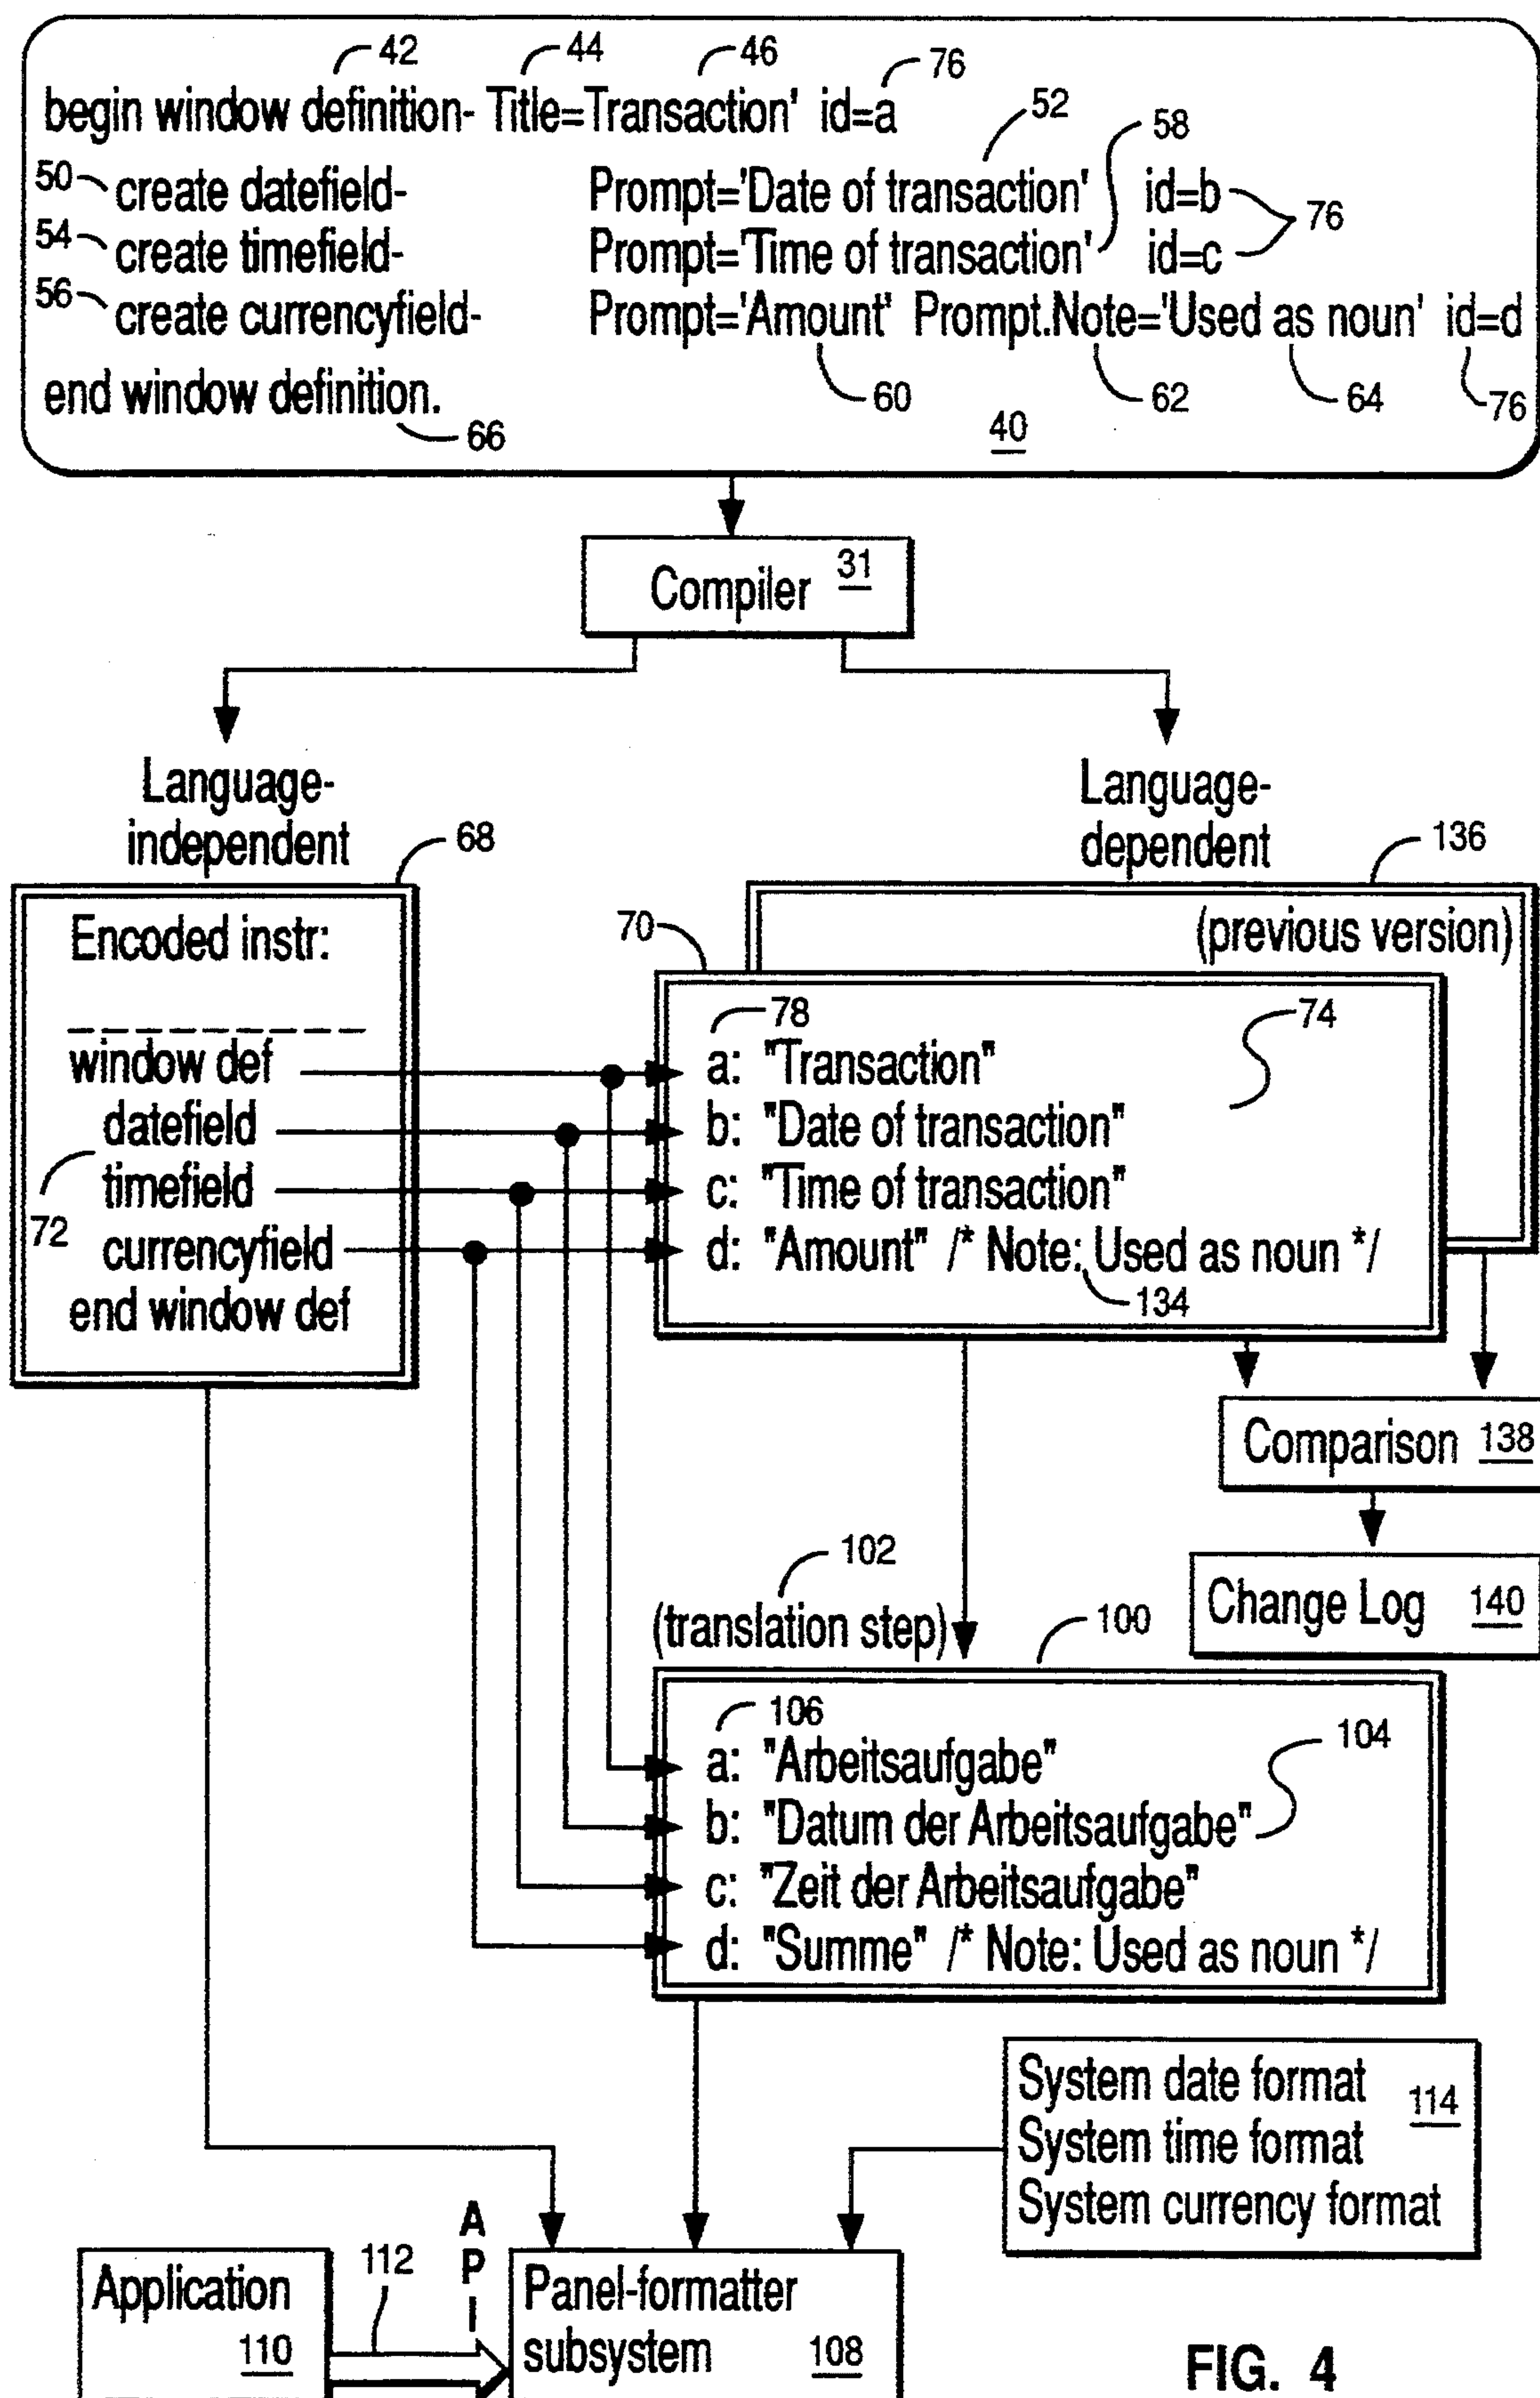 42 44 46 76
begin window definition- Title=Transaction' id=a
52 58
50 create datefield- Prompt='Date of transaction' id=b
76
54 create timefield- Prompt='Time of transaction' id=c
56 create currencyfield- Prompt='Amount' Prompt.Note='Used as noun' id=d
end window definition. 60 62 64 76
66 40
Compiler 31
Language-
independent
68
Language-
dependent
136
Encoded instr:
window def
datefield
72 timefield
currencyfield
end window def
(previous version)
70
78 74
a: "Transaction"
b: "Date of transaction"
c: "Time of transaction"
d: "Amount" /* Note: Used as noun */
134
Comparison 138
Change Log 140
102
(translation step)
100
106 104
a: "Arbeitsaufgabe"
b: "Datum der Arbeitsaufgabe"
c: "Zeit der Arbeitsaufgabe"
d: "Summe" /* Note: Used as noun */
System date format
114
System time format
System currency format
Application
110
112
A
P
I
Panel-formatter
subsystem 108
FIG. 4